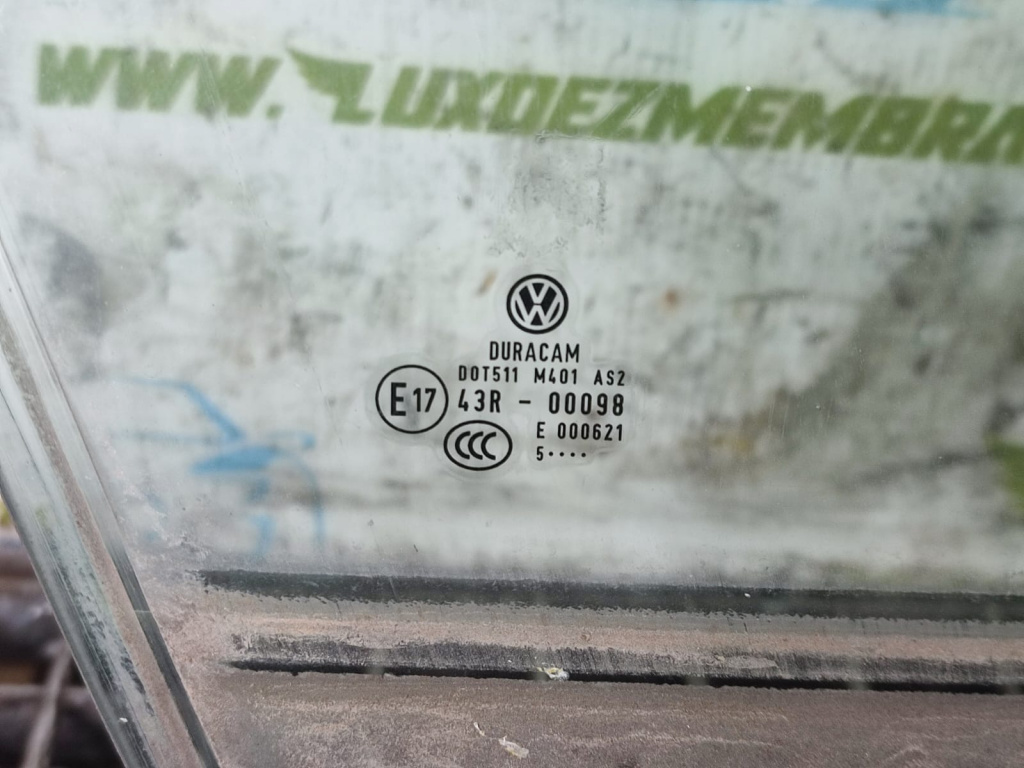 WWW.LUXDEZMEMBRA
VW
DURACAM
DOT511 M401 AS2
E17 43R - 00098
CCC E 000621
5••••